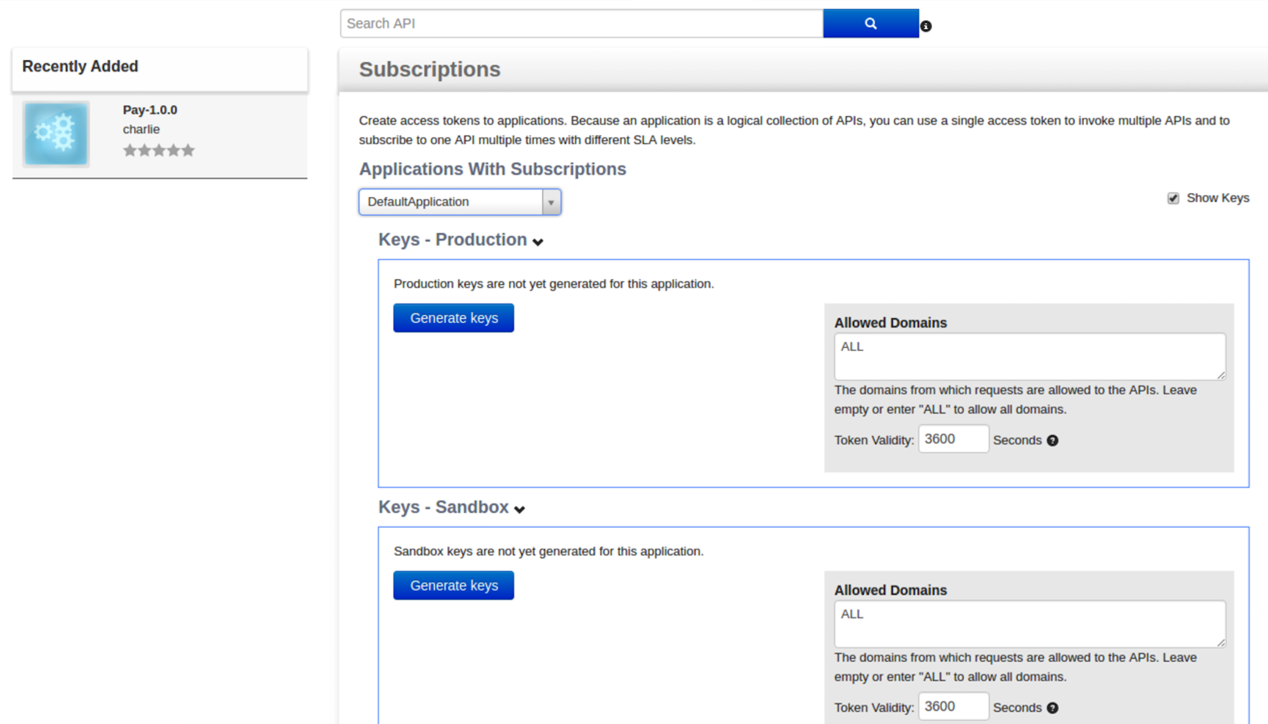 Search API
Recently Added
Pay-1.0.0
charlie
Subscriptions
Create access tokens to applications. Because an application is a logical collection of APIs, you can use a single access token to invoke multiple APIs and to
subscribe to one API multiple times with different SLA levels.
Applications With Subscriptions
DefaultApplication
Show Keys
Keys - Production
Production keys are not yet generated for this application.
Generate keys
Allowed Domains
ALL
The domains from which requests are allowed to the APIs. Leave
empty or enter "ALL" to allow all domains.
Token Validity: 3600 Seconds
Keys - Sandbox
Sandbox keys are not yet generated for this application.
Generate keys
Allowed Domains
ALL
The domains from which requests are allowed to the APIs. Leave
empty or enter "ALL" to allow all domains.
Token Validity: 3600 Seconds